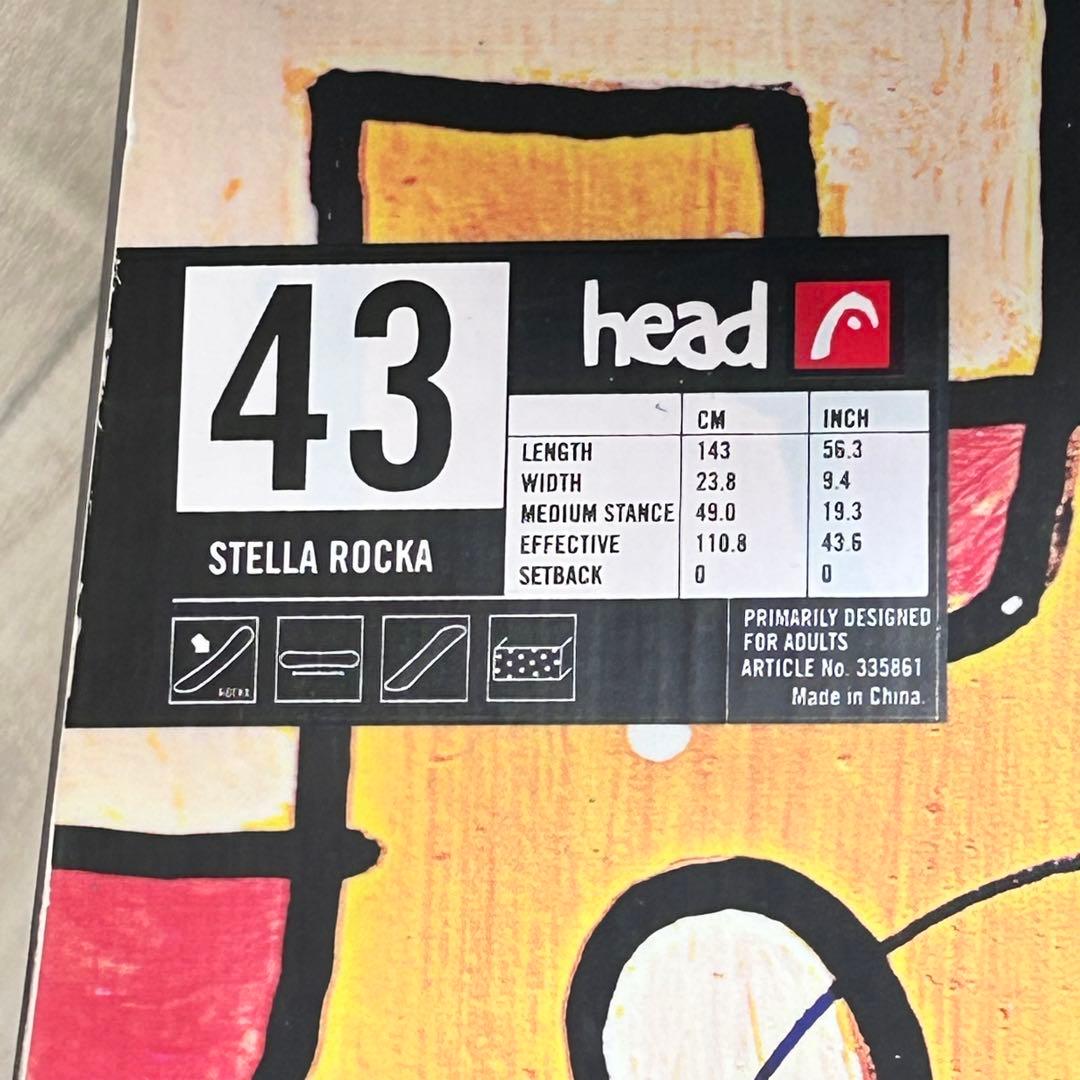 43
head
CM INCH
LENGTH 143 56.3
WIDTH 23.8 9.4
MEDIUM STANCE 49.0 19.3
EFFECTIVE 110.8 43.6
SETBACK 0 0
STELLA ROCKA
PRIMARILY DESIGNED
FOR ADULTS
ARTICLE No. 335861
Made in China.